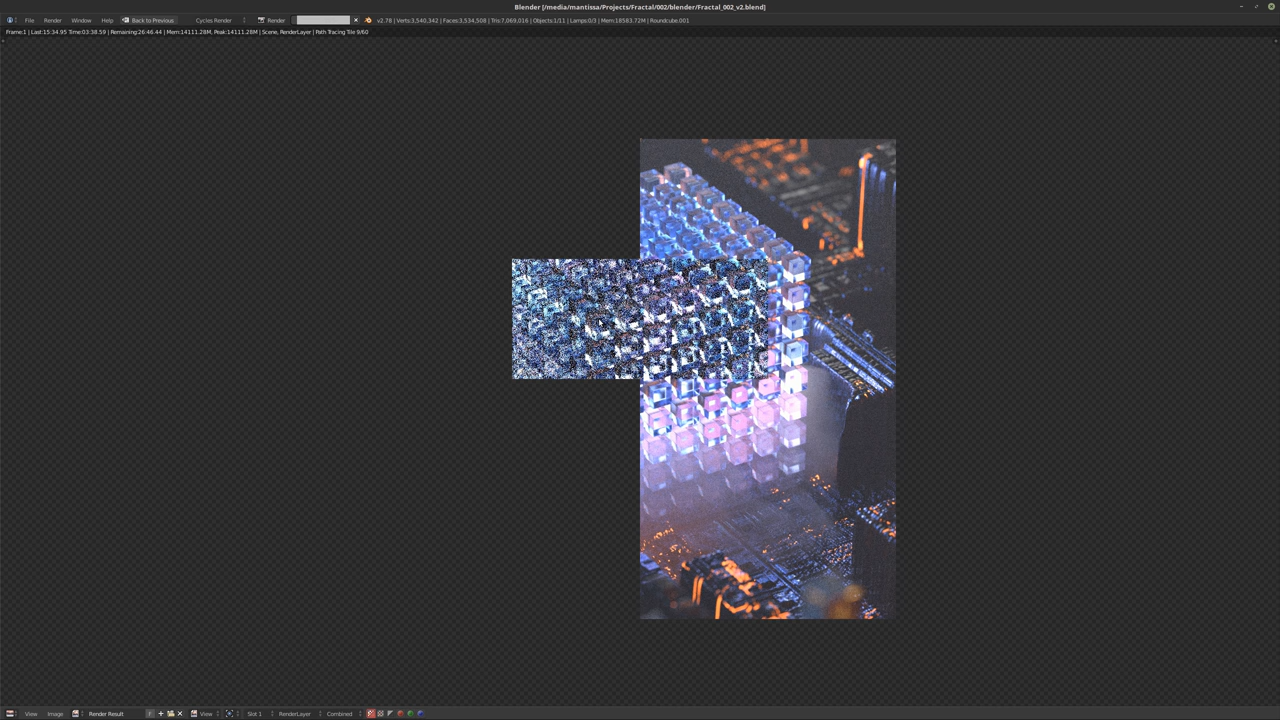 Blender [/media/mantissa/Projects/Fractal/002/blender/Fractal_002_v2.blend]
File Render Window Help Back to Previous Cycles Render Render v2.78 | Verts:3,540,342 | Faces:3,534,508 | Tris:7,069,016 | Objects:1/11 | Lamps:0/3 | Mem:18583.72M | Roundcube.001
Frame:1 | Last:15:34.95 Time:03:38.59 | Remaining:26:46.44 | Mem:14111.28M, Peak:14111.28M | Scene, RenderLayer | Path Tracing Tile 9/60
View Image Render Result F View Slot 1 RenderLayer Combined